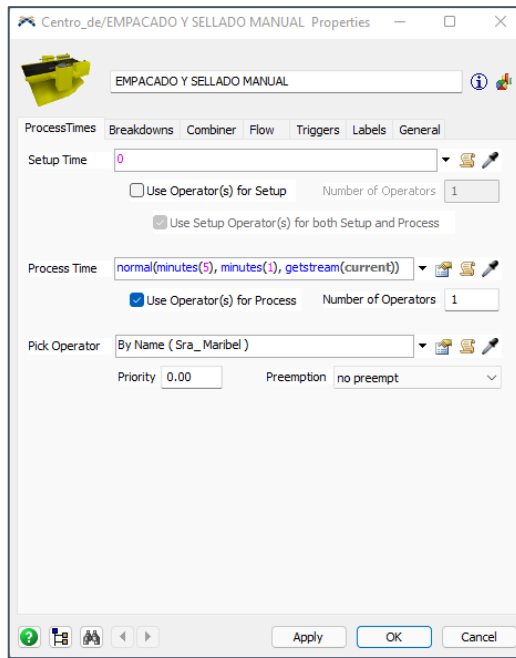 Centro_de/EMPACADO Y SELLADO MANUAL Properties
EMPACADO Y SELLADO MANUAL
ProcessTimes Breakdowns Combiner Flow Triggers Labels General
Setup Time 0
Use Operator(s) for Setup Number of Operators 1
Use Setup Operator(s) for both Setup and Process
Process Time normal(minutes(5), minutes(1), getstream(current))
Use Operator(s) for Process Number of Operators 1
Pick Operator By Name ( Sra_Maribel )
Priority 0.00 Preemption no preempt
Apply OK Cancel